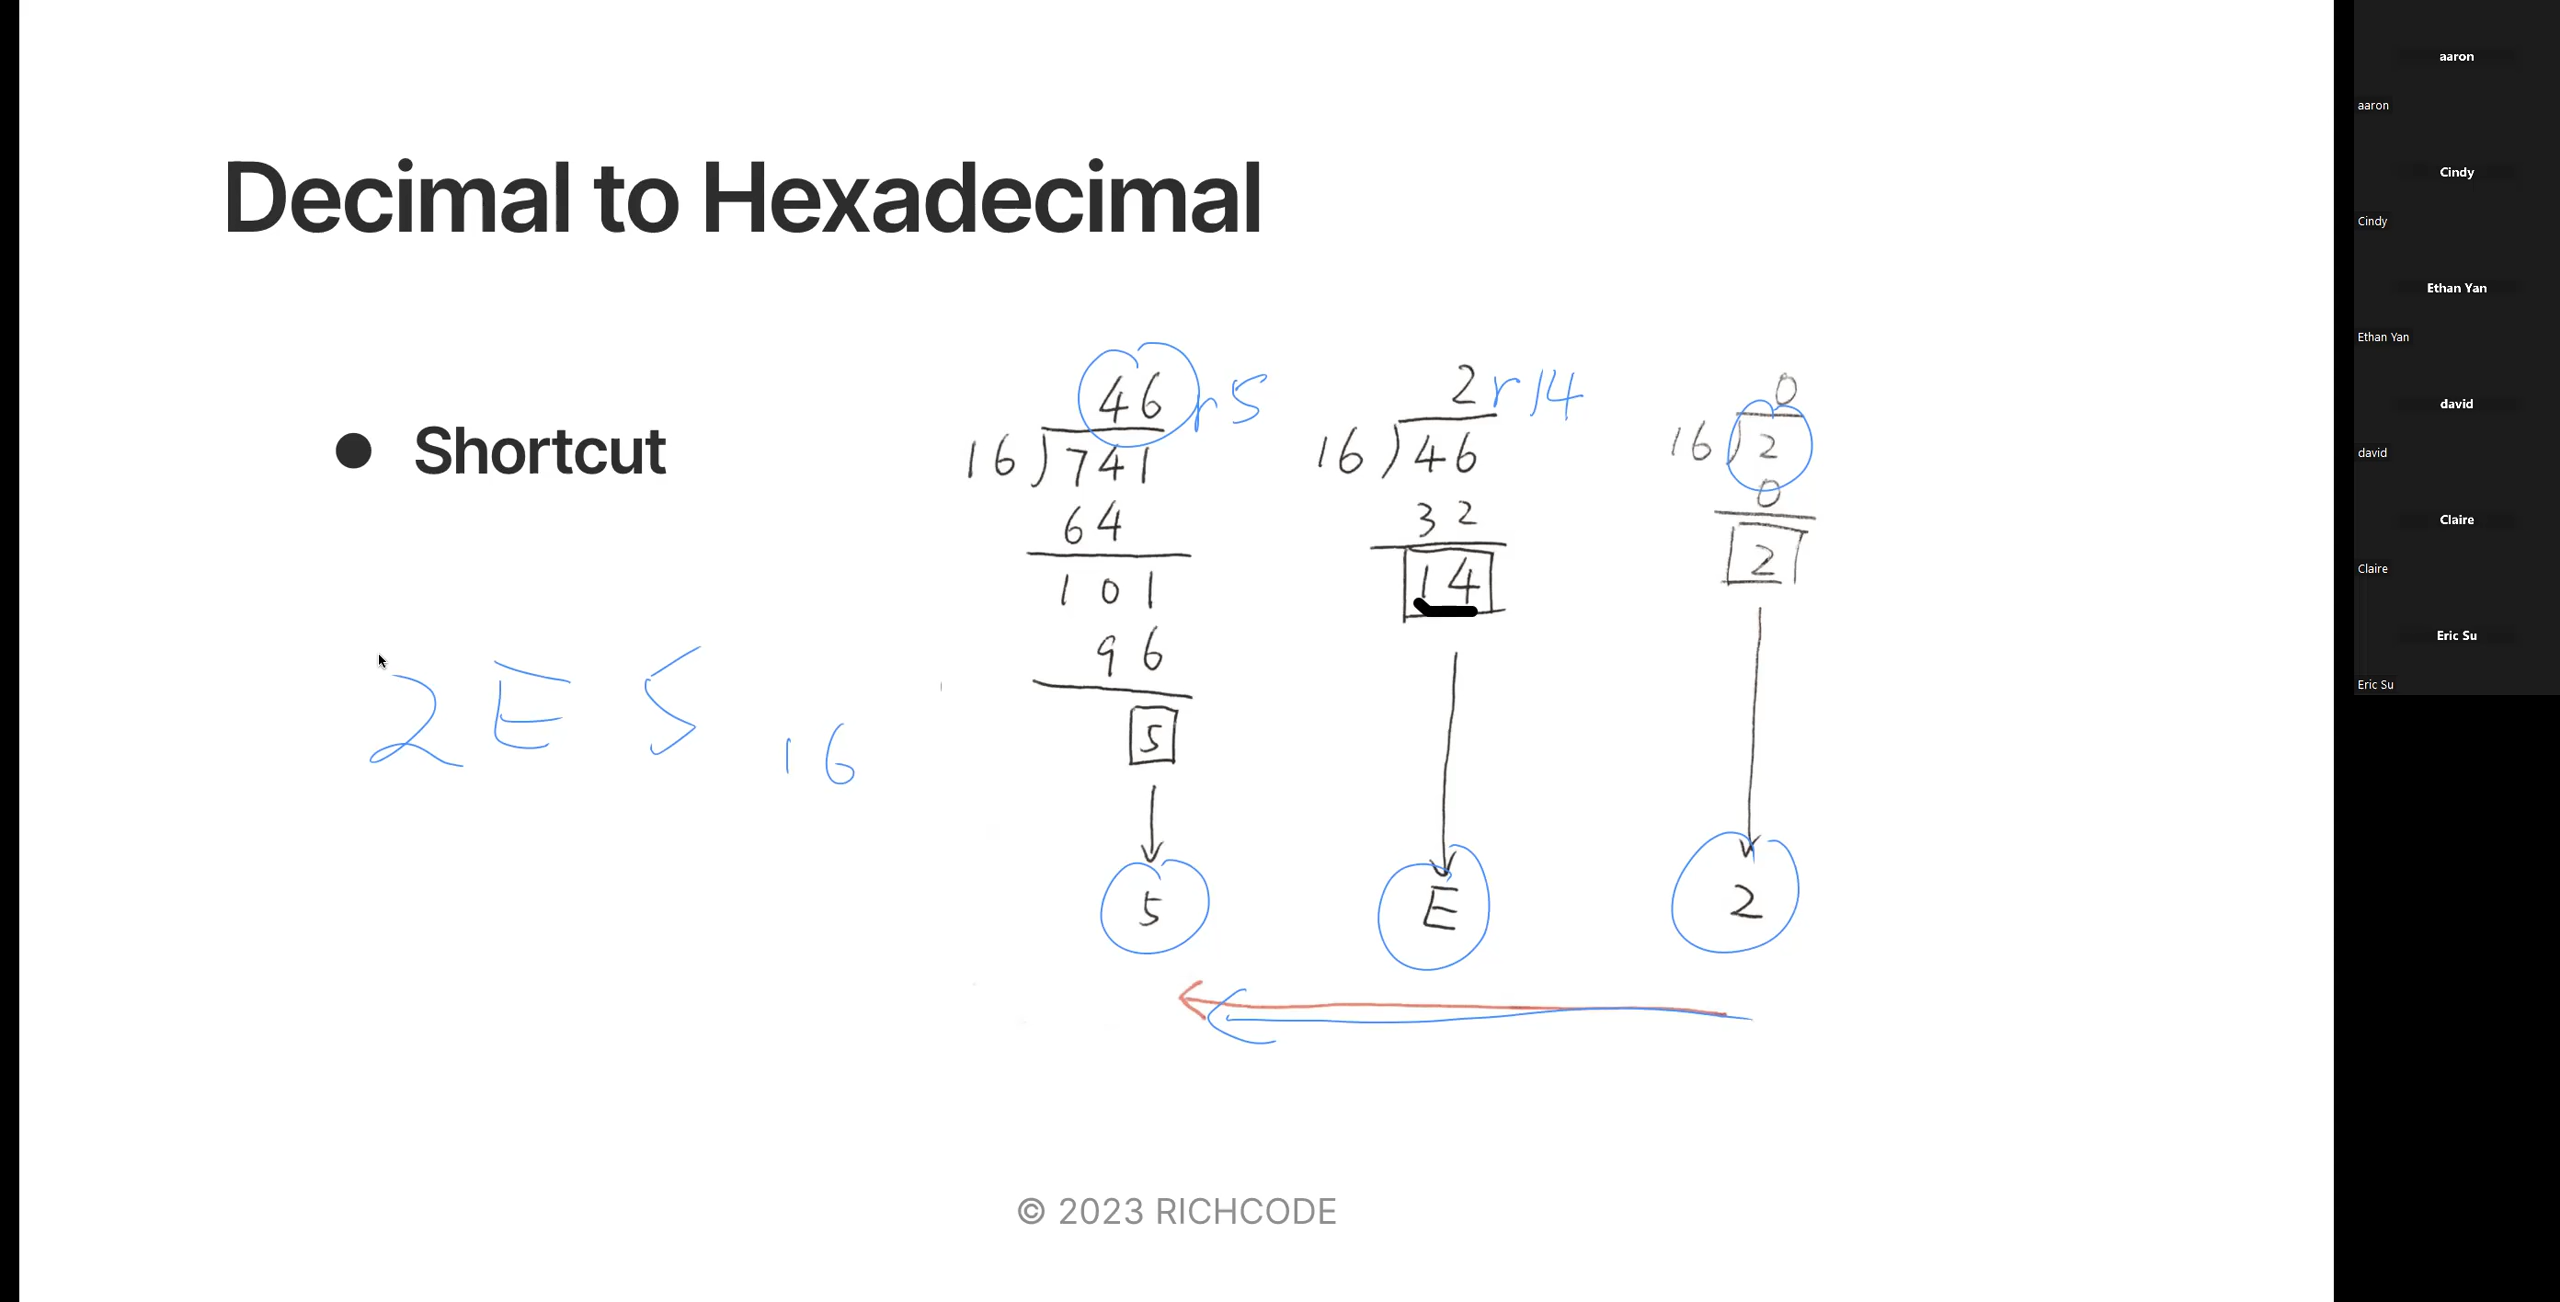 Decimal to Hexadecimal
● Shortcut
46 r5
16)741
64
101
96
5
5
2 r14
16)46
32
14
E
0
16)2
0
2
2
2E5 16
© 2023 RICHCODE
aaron
aaron
Cindy
Cindy
Ethan Yan
Ethan Yan
david
david
Claire
Claire
Eric Su
Eric Su